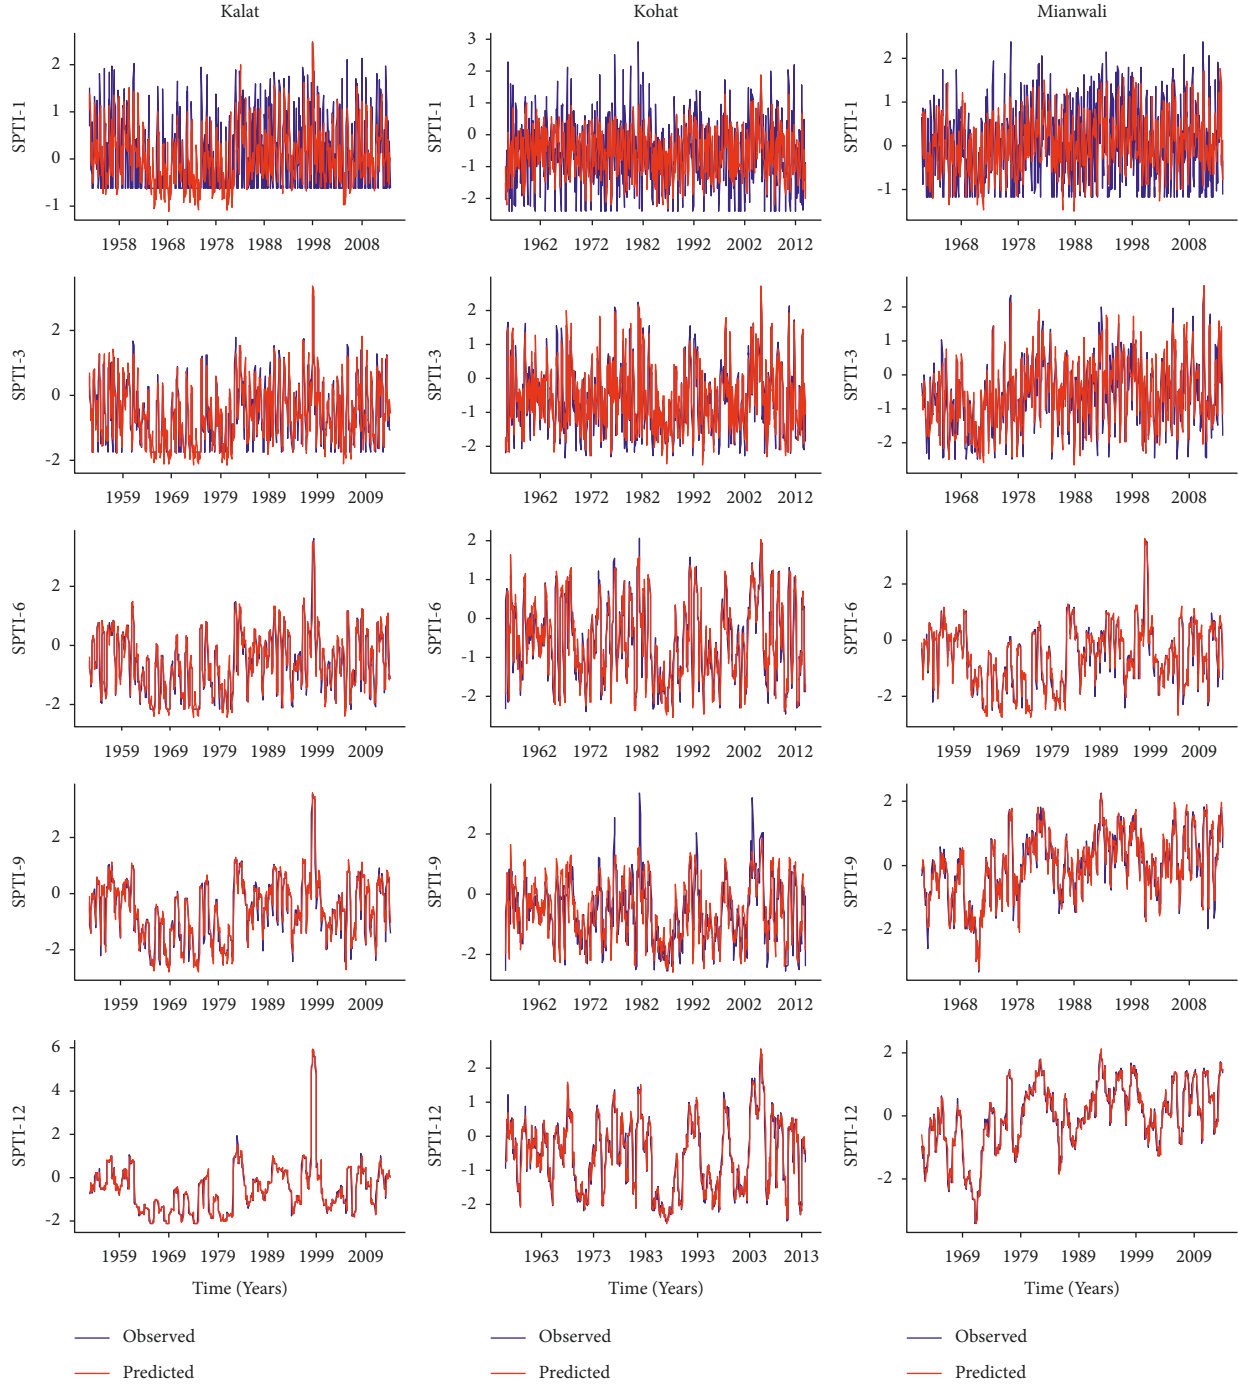 Kalat
Kohat
Mianwali
SPTI-1
2
1
0
-1
1958 1968 1978 1988 1998 2008
SPTI-1
3
2
1
0
-1
-2
1962 1972 1982 1992 2002 2012
SPTI-1
2
1
0
-1
1968 1978 1988 1998 2008
SPTI-3
2
0
-2
1959 1969 1979 1989 1999 2009
SPTI-3
2
1
0
-1
-2
1962 1972 1982 1992 2002 2012
SPTI-3
2
1
0
-1
-2
1968 1978 1988 1998 2008
SPTI-6
2
0
-2
1959 1969 1979 1989 1999 2009
SPTI-6
2
1
0
-1
-2
1962 1972 1982 1992 2002 2012
SPTI-6
2
0
-2
1959 1969 1979 1989 1999 2009
SPTI-9
2
0
-2
1959 1969 1979 1989 1999 2009
SPTI-9
2
0
-2
1962 1972 1982 1992 2002 2012
SPTI-9
2
0
-2
1968 1978 1988 1998 2008
SPTI-12
6
4
2
0
-2
1959 1969 1979 1989 1999 2009
Time (Years)
SPTI-12
2
1
0
-1
-2
1963 1973 1983 1993 2003 2013
Time (Years)
SPTI-12
2
0
-2
1969 1979 1989 1999 2009
Time (Years)
Observed
Predicted
Observed
Predicted
Observed
Predicted